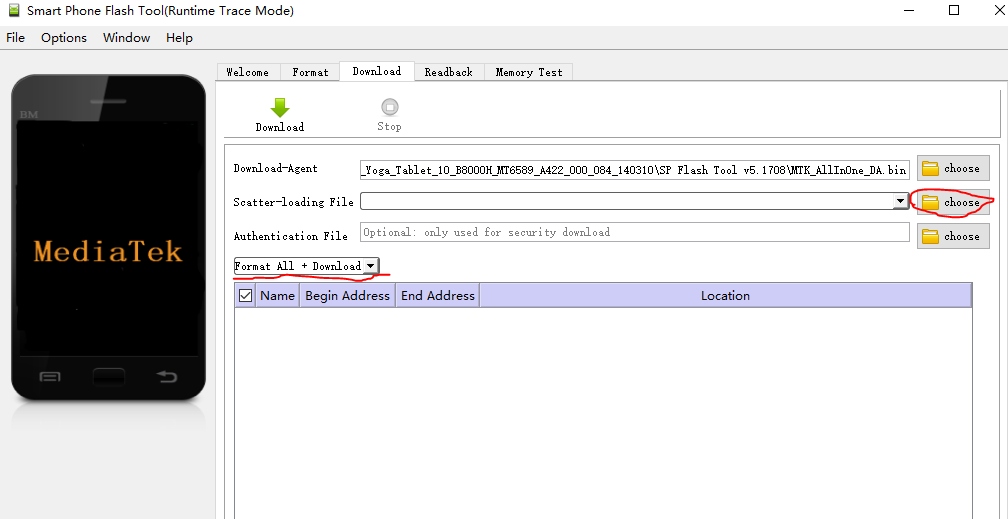 Smart Phone Flash Tool(Runtime Trace Mode)
File Options Window Help
BM
MediaTek
Welcome Format Download Readback Memory Test
Download Stop
Download-Agent _Yoga_Tablet_10_B8000H_MT6589_A422_000_084_140310\SP Flash Tool v5.1708\MTK_AllInOne_DA.bin choose
Scatter-loading File choose
Authentication File Optional: only used for security download choose
Format All + Download
Name Begin Address End Address Location